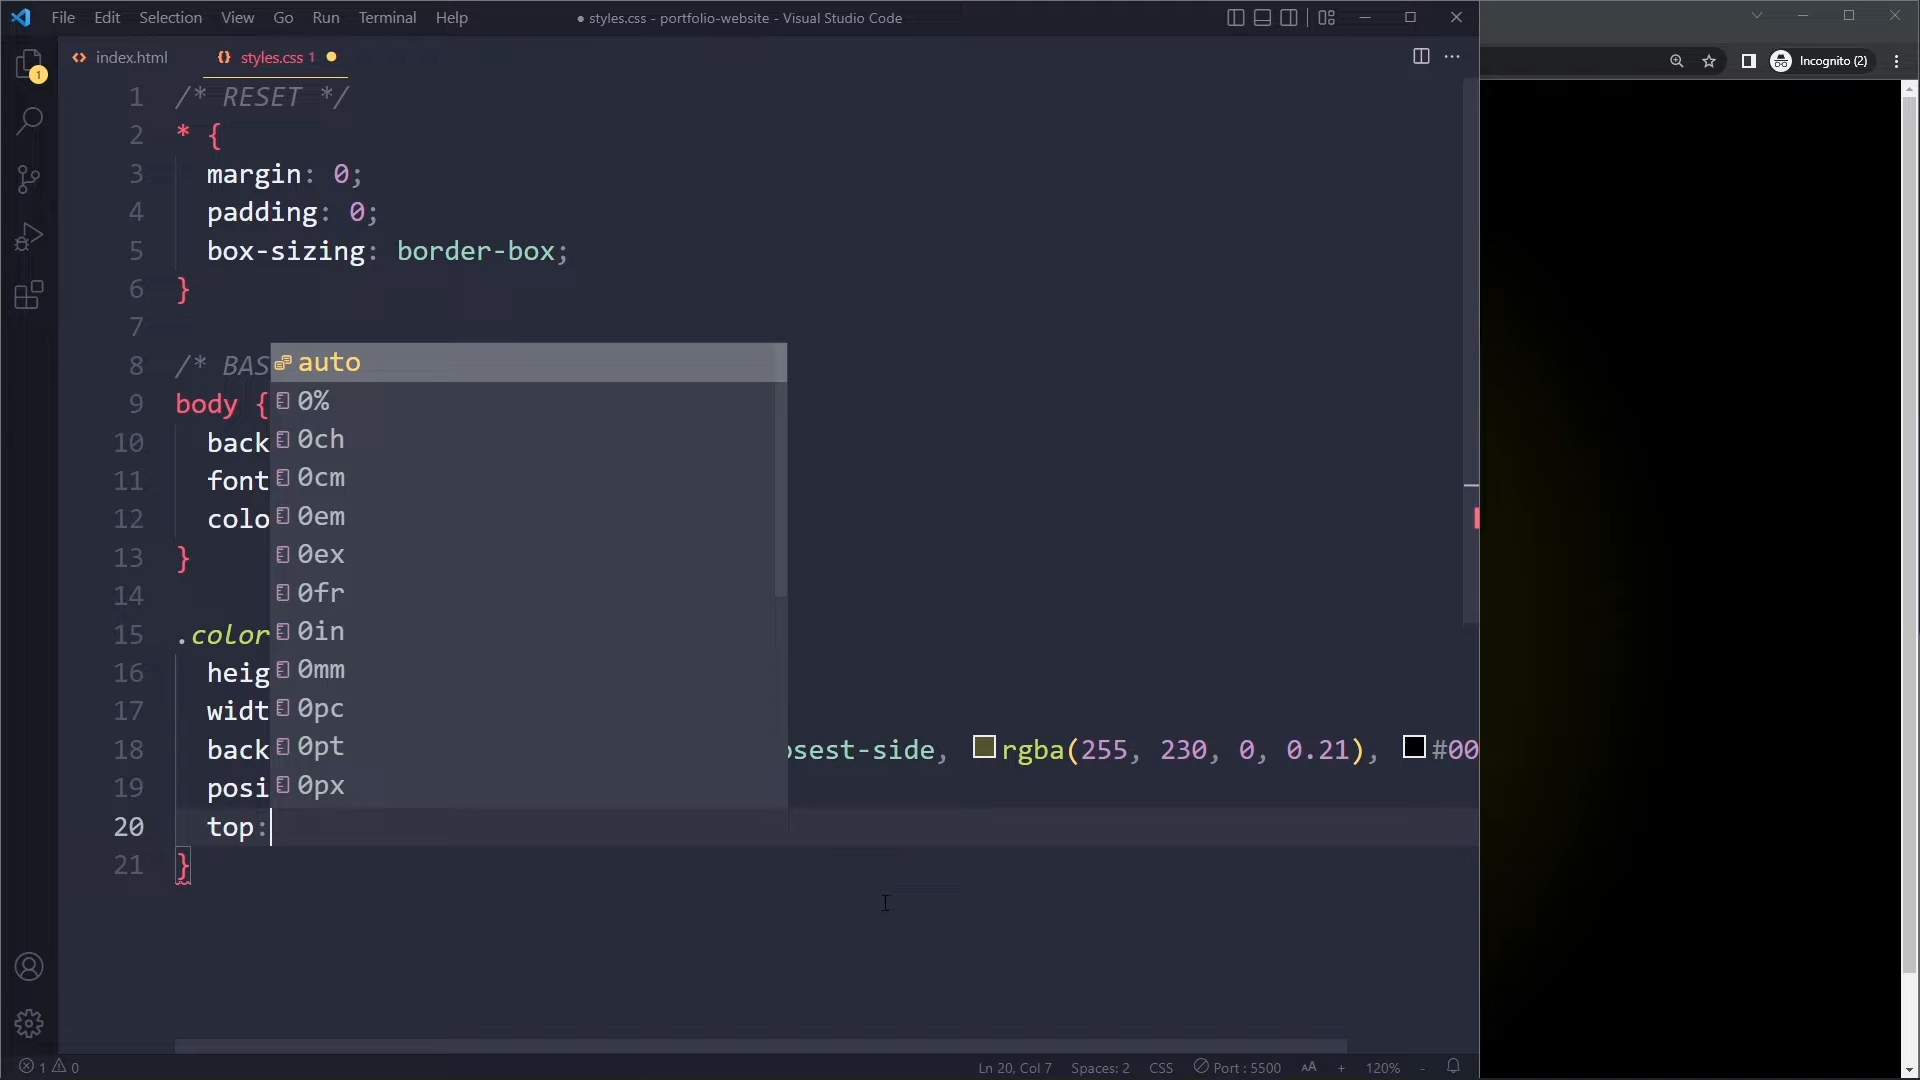 File Edit Selection View Go Run Terminal Help
● styles.css - portfolio-website - Visual Studio Code
Incognito (2)
index.html
styles.css 1
1 /* RESET */
2 * {
3 margin: 0;
4 padding: 0;
5 box-sizing: border-box;
6 }
7
8 /* BAS
auto
9 body {
0%
10 back
0ch
11 font
0cm
12 colo
0em
13 }
0ex
14
0fr
15 .color
0in
16 heig
0mm
17 widt
0pc
18 back
0pt
osest-side, rgba(255, 230, 0, 0.21), #00
19 posi
0px
20 top:
21 }
1
1 0
Ln 20, Col 7 Spaces: 2 CSS Port : 5500 AA + 120% -